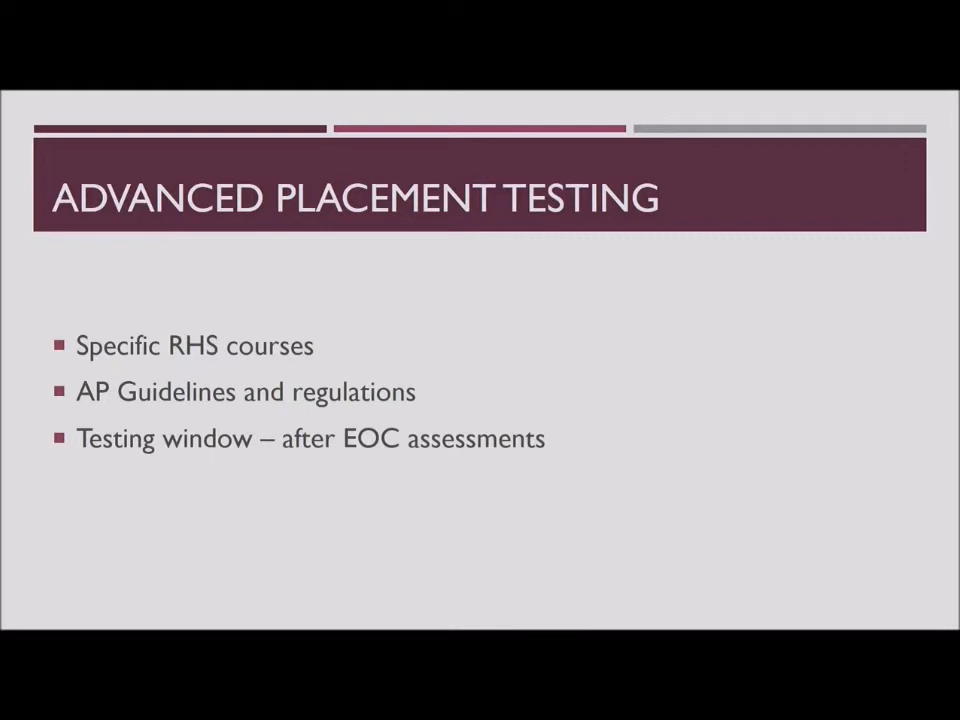 ADVANCED PLACEMENT TESTING
Specific RHS courses
AP Guidelines and regulations
Testing window – after EOC assessments